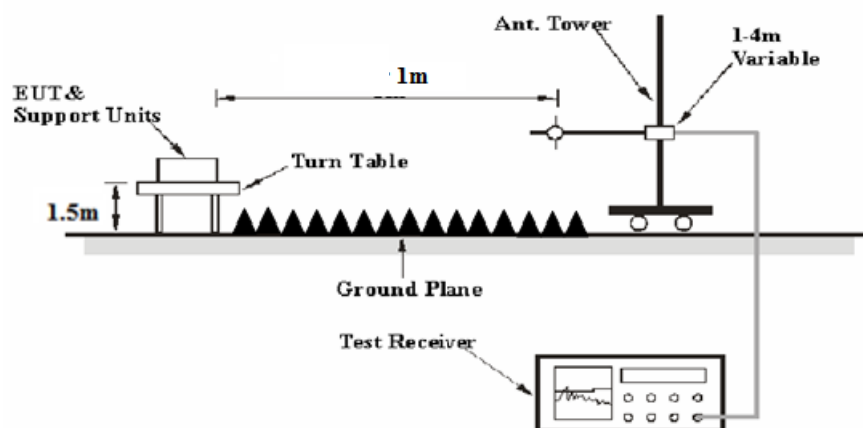 Ant. Tower
1-4m
Variable
1m
EUT&
Support Units
Turn Table
1.5m
Ground Plane
Test Receiver